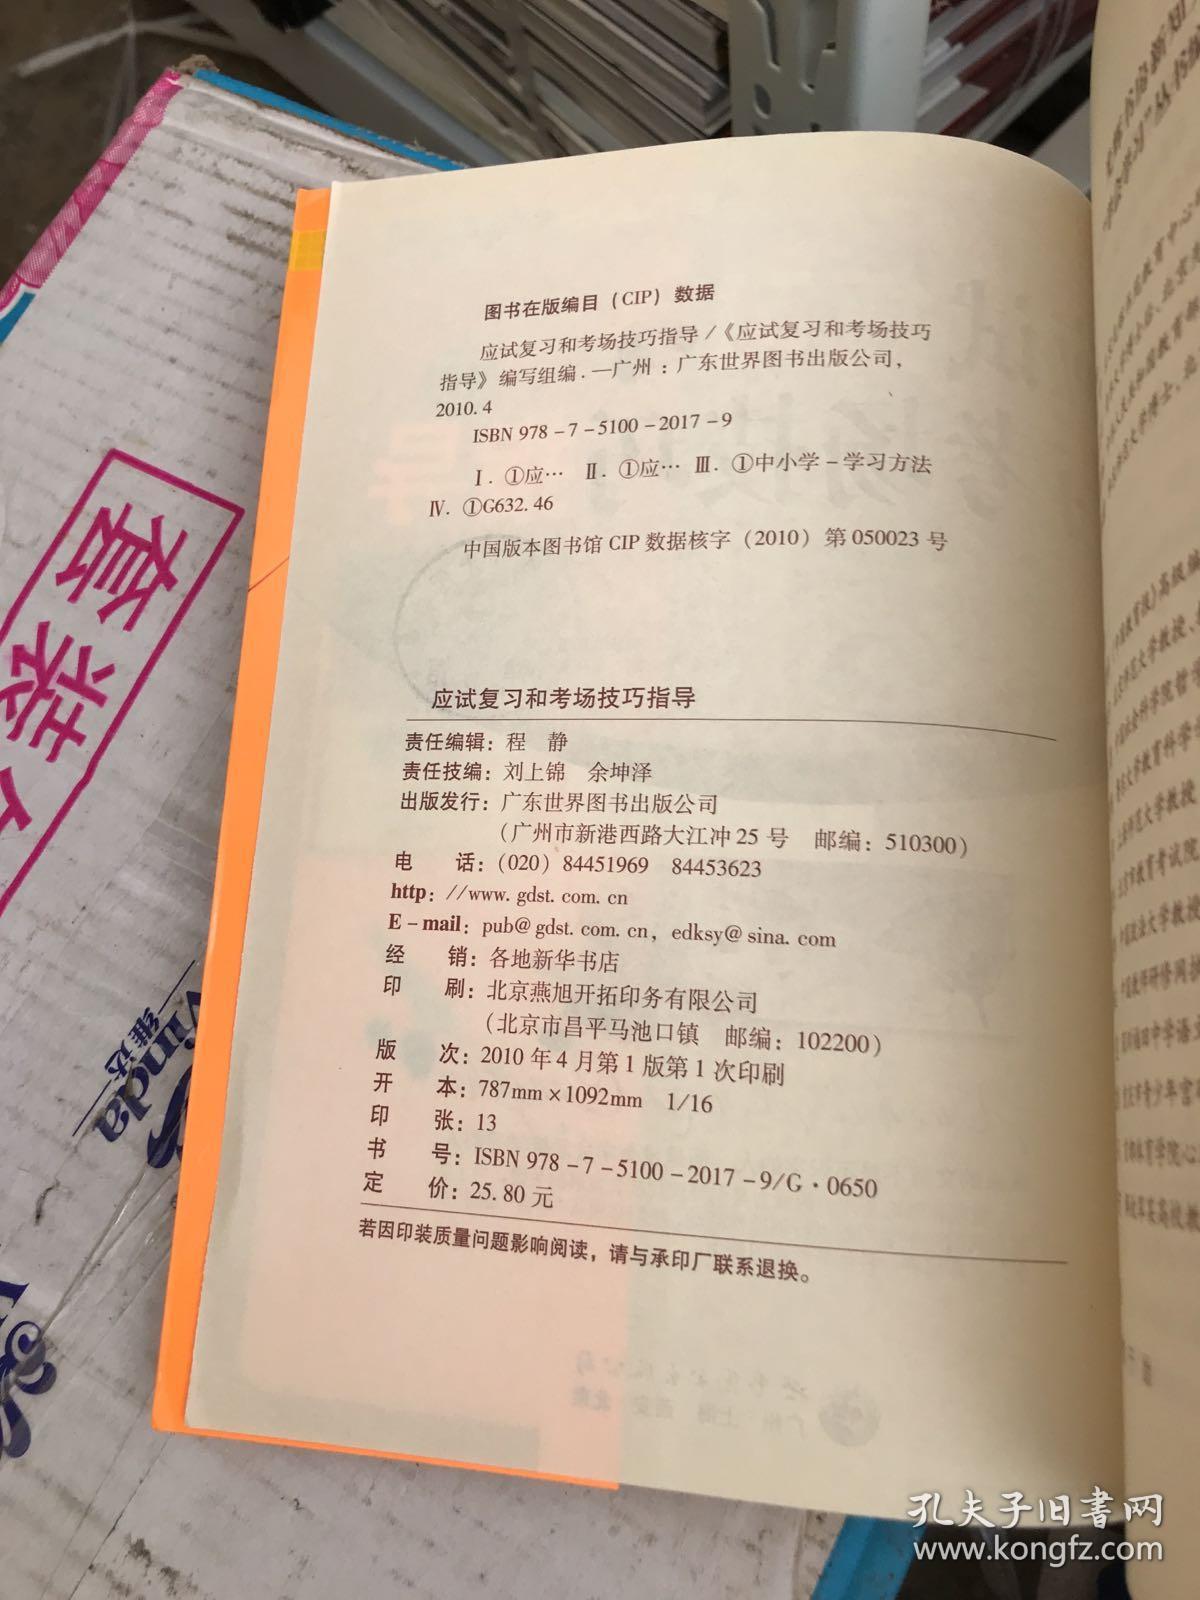 图书在版编目（CIP）数据
应试复习和考场技巧指导/《应试复习和考场技巧
指导》编写组编.—广州：广东世界图书出版公司，
2010.4
ISBN 978-7-5100-2017-9
Ⅰ.①应… Ⅱ.①应… Ⅲ.①中小学-学习方法
Ⅳ.①G632.46
中国版本图书馆CIP数据核字（2010）第050023号
应试复习和考场技巧指导
责任编辑：程 静
责任技编：刘上锦 余坤泽
出版发行：广东世界图书出版公司
（广州市新港西路大江冲25号 邮编：510300）
电 话：（020）84451969 84453623
http：//www.gdst.com.cn
E-mail：pub@gdst.com.cn，edksy@sina.com
经 销：各地新华书店
印 刷：北京燕旭开拓印务有限公司
（北京市昌平马池口镇 邮编：102200）
版 次：2010年4月第1版第1次印刷
开 本：787mm×1092mm 1/16
印 张：13
书 号：ISBN 978-7-5100-2017-9/G·0650
定 价：25.80元
若因印装质量问题影响阅读，请与承印厂联系退换。
套装
Vinda
维达
孔夫子旧书网
www.kongfz.com